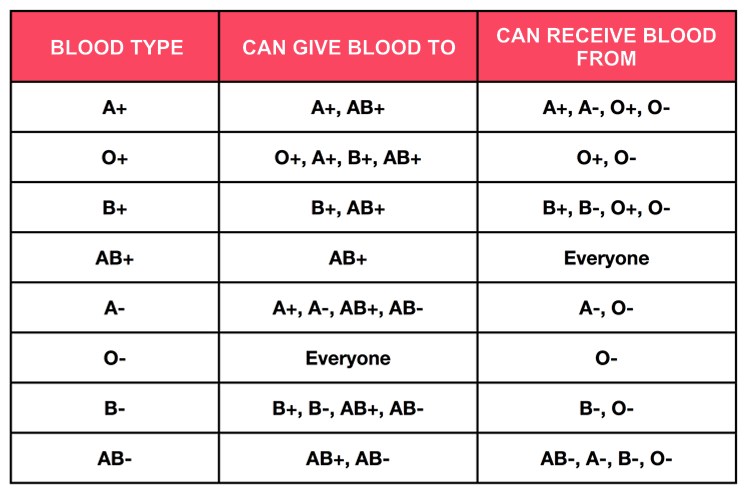 BLOOD TYPE CAN GIVE BLOOD TO CAN RECEIVE BLOOD FROM
A+ A+, AB+ A+, A-, O+, O-
O+ O+, A+, B+, AB+ O+, O-
B+ B+, AB+ B+, B-, O+, O-
AB+ AB+ Everyone
A- A+, A-, AB+, AB- A-, O-
O- Everyone O-
B- B+, B-, AB+, AB- B-, O-
AB- AB+, AB- AB-, A-, B-, O-